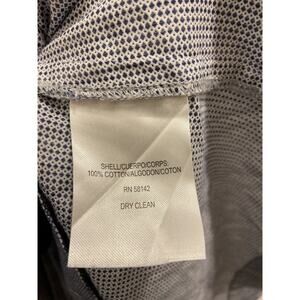 SHELL/CUERPO/CORPS:
100% COTTON/ALGODON/COTON
RN 58142
DRY CLEAN